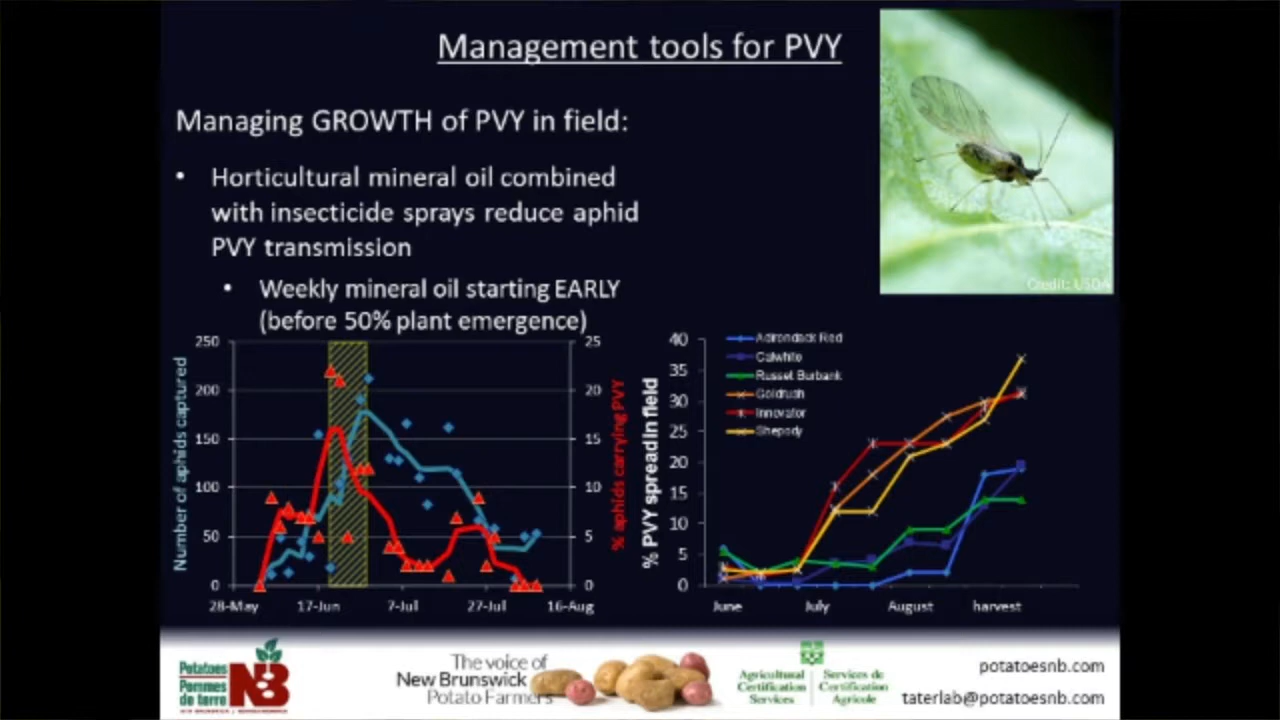 Management tools for PVY
Managing GROWTH of PVY in field:
• Horticultural mineral oil combined
with insecticide sprays reduce aphid
PVY transmission
• Weekly mineral oil starting EARLY
(before 50% plant emergence)
Credit: USDA
Number of aphids captured
250
200
150
100
50
0
28-May 17-Jun 7-Jul 27-Jul 16-Aug
25
20
15
10
5
0
% aphids carrying PVY
% PVY spread in field
40
35
30
25
20
15
10
5
0
Adirondack Red
Calwhite
Russet Burbank
Goldrush
Innovator
Shepody
June July August harvest
Potatoes
Pommes
de terre
NB
The voice of
New Brunswick
Potato Farmers
Agricultural
Certification
Services
Services de
Certification
Agricole
potatoesnb.com
taterlab@potatoesnb.com